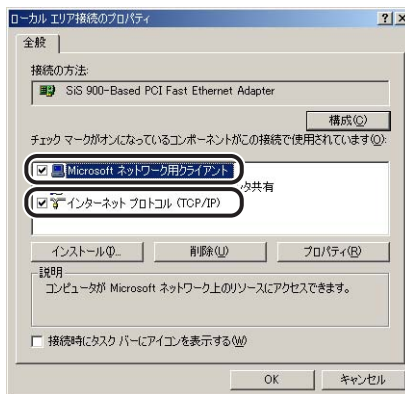 ローカル エリア接続のプロパティ
全般
接続の方法:
SiS 900-Based PCI Fast Ethernet Adapter
構成(C)
チェック マークがオンになっているコンポーネントがこの接続で使用されています(O):
Microsoft ネットワーク用クライアント
タ共有
インターネット プロトコル (TCP/IP)
インストール(I)...
削除(U)
プロパティ(R)
説明
コンピュータが Microsoft ネットワーク上のリソースにアクセスできます。
接続時にタスク バーにアイコンを表示する(W)
OK
キャンセル